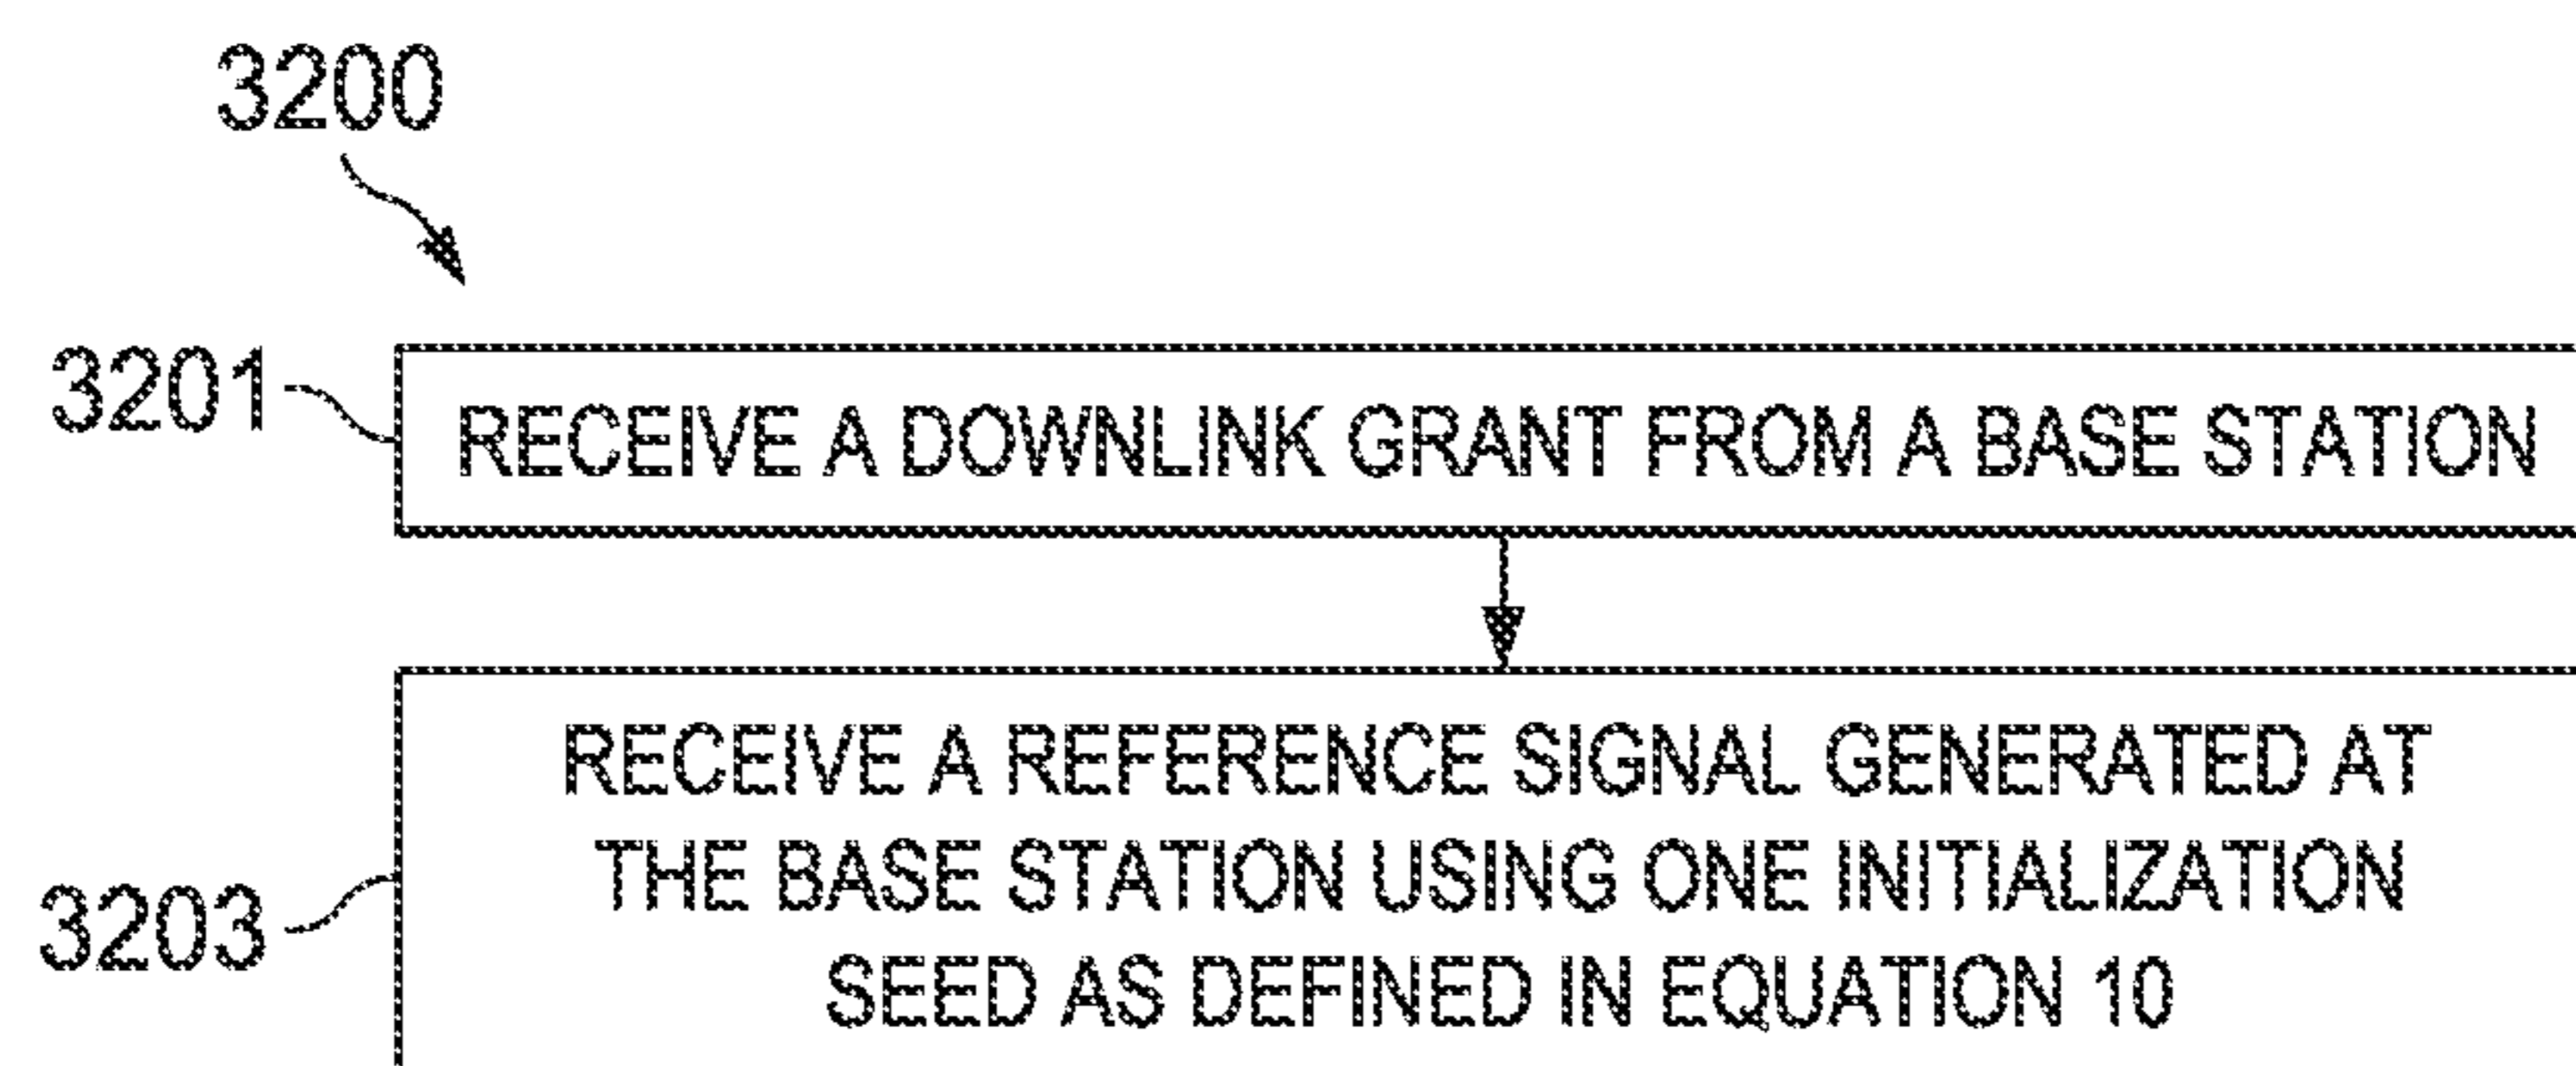 3200
3201
RECEIVE A DOWNLINK GRANT FROM A BASE STATION
RECEIVE A REFERENCE SIGNAL GENERATED AT
THE BASE STATION USING ONE INITIALIZATION
3203
SEED AS DEFINED IN EQUATION 10